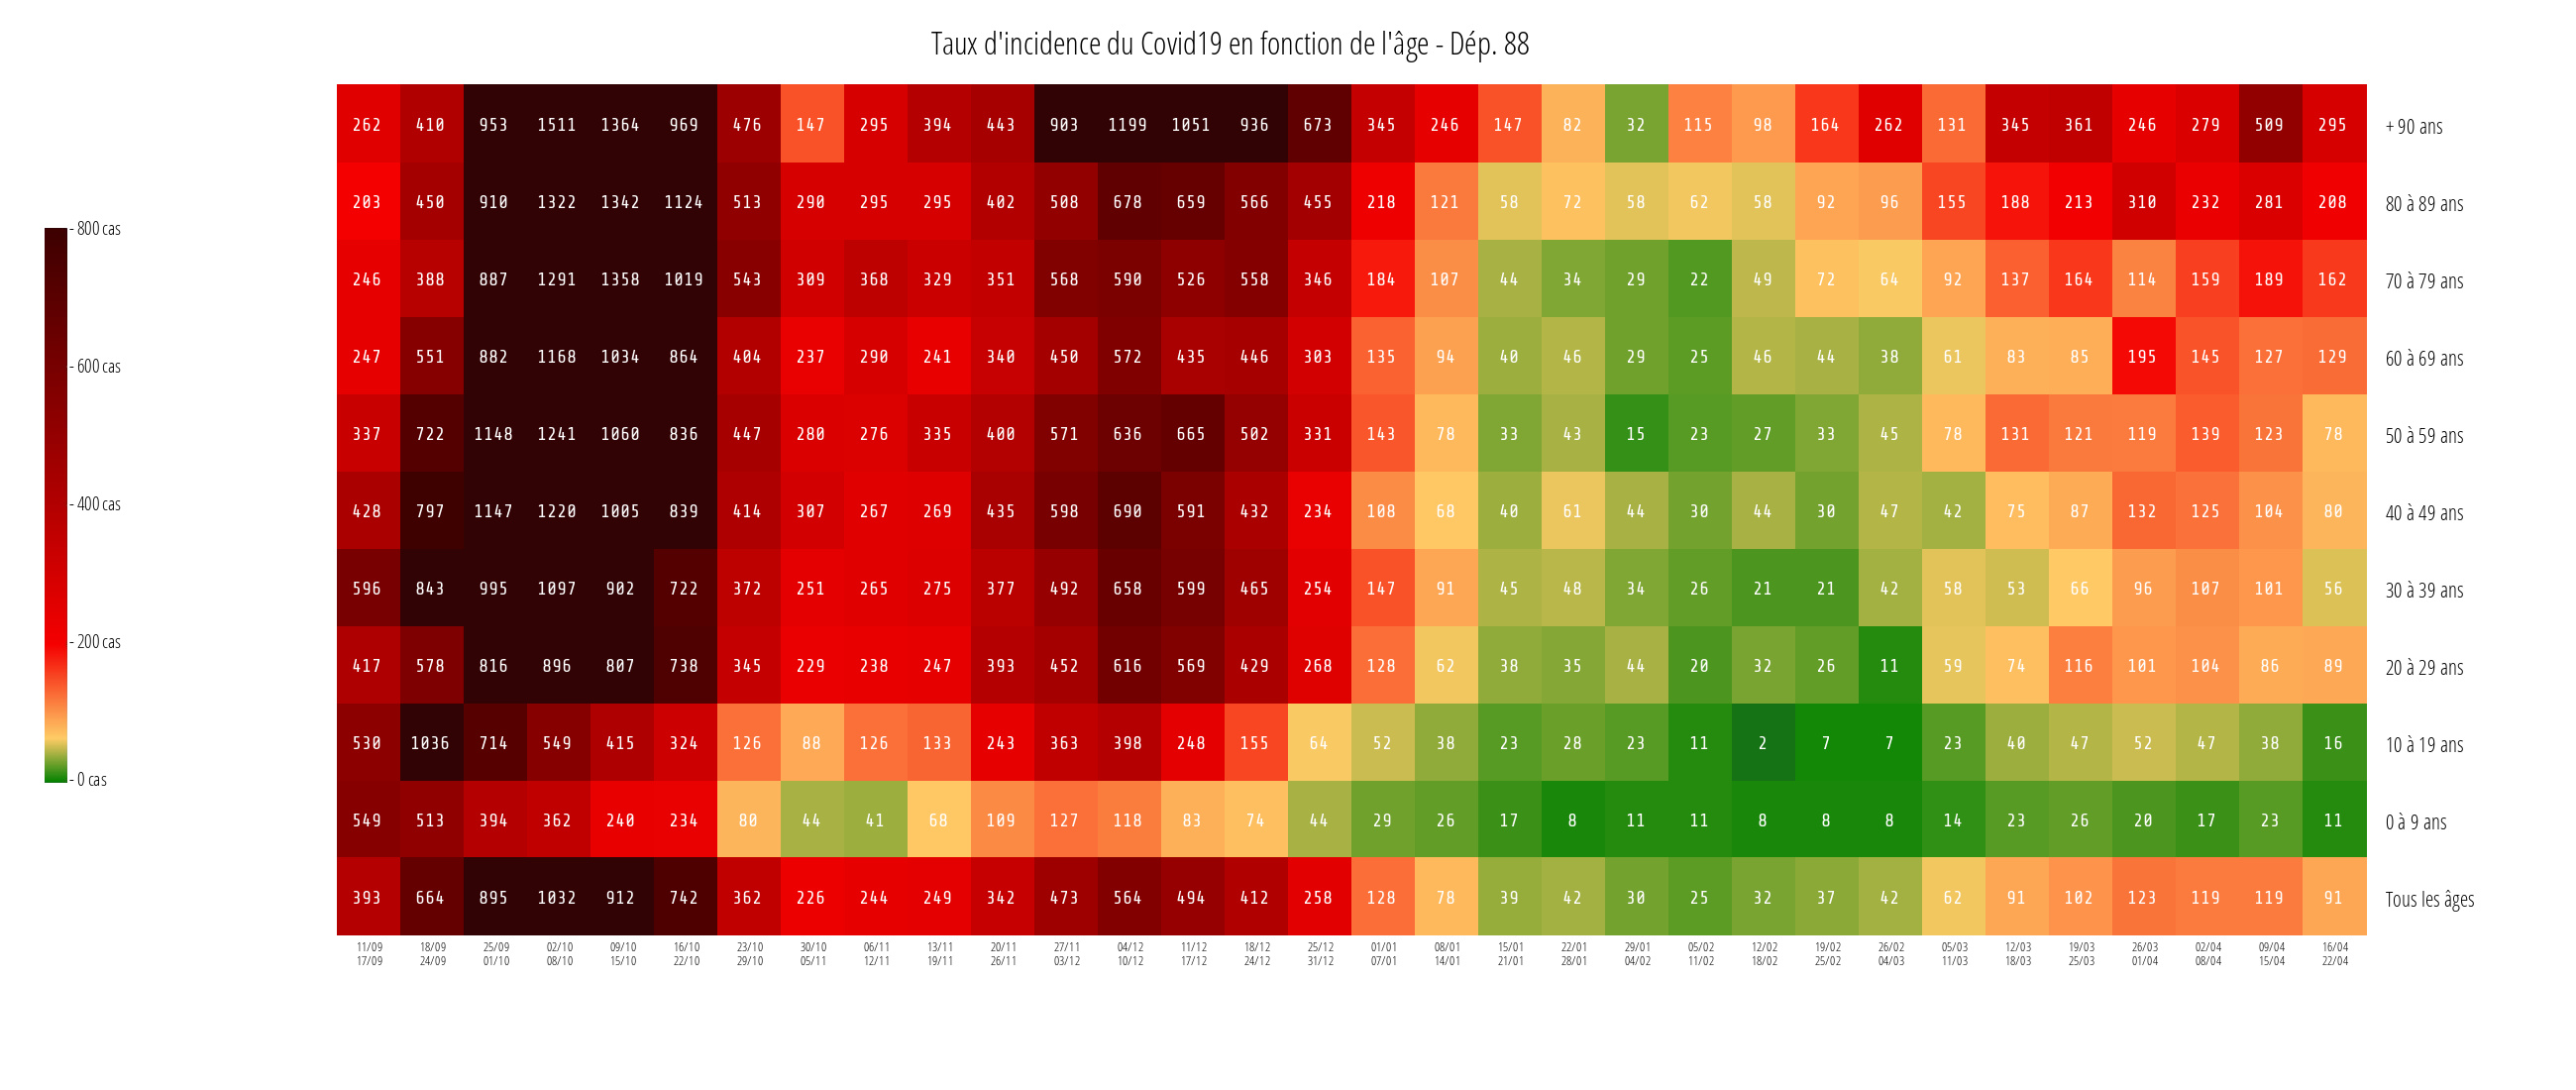 Taux d'incidence du Covid19 en fonction de l'âge - Dép. 88
- 800 cas
- 600 cas
- 400 cas
- 200 cas
- 0 cas
262 410 953 1511 1364 969 476 147 295 394 443 903 1199 1051 936 673 345 246 147 82 32 115 98 164 262 131 345 361 246 279 509 295 + 90 ans
203 450 910 1322 1342 1124 513 290 295 295 402 508 678 659 566 455 218 121 58 72 58 62 58 92 96 155 188 213 310 232 281 208 80 à 89 ans
246 388 887 1291 1358 1019 543 309 368 329 351 568 590 526 558 346 184 107 44 34 29 22 49 72 64 92 137 164 114 159 189 162 70 à 79 ans
247 551 882 1168 1034 864 404 237 290 241 340 450 572 435 446 303 135 94 40 46 29 25 46 44 38 61 83 85 195 145 127 129 60 à 69 ans
337 722 1148 1241 1060 836 447 280 276 335 400 571 636 665 502 331 143 78 33 43 15 23 27 33 45 78 131 121 119 139 123 78 50 à 59 ans
428 797 1147 1220 1005 839 414 307 267 269 435 598 690 591 432 234 108 68 40 61 44 30 44 30 47 42 75 87 132 125 104 80 40 à 49 ans
596 843 995 1097 902 722 372 251 265 275 377 492 658 599 465 254 147 91 45 48 34 26 21 21 42 58 53 66 96 107 101 56 30 à 39 ans
417 578 816 896 807 738 345 229 238 247 393 452 616 569 429 268 128 62 38 35 44 20 32 26 11 59 74 116 101 104 86 89 20 à 29 ans
530 1036 714 549 415 324 126 88 126 133 243 363 398 248 155 64 52 38 23 28 23 11 2 7 7 23 40 47 52 47 38 16 10 à 19 ans
549 513 394 362 240 234 80 44 41 68 109 127 118 83 74 44 29 26 17 8 11 11 8 8 8 14 23 26 20 17 23 11 0 à 9 ans
393 664 895 1032 912 742 362 226 244 249 342 473 564 494 412 258 128 78 39 42 30 25 32 37 42 62 91 102 123 119 119 91 Tous les âges
11/09 18/09 25/09 02/10 09/10 16/10 23/10 30/10 06/11 13/11 20/11 27/11 04/12 11/12 18/12 25/12 01/01 08/01 15/01 22/01 29/01 05/02 12/02 19/02 26/02 05/03 12/03 19/03 26/03 02/04 09/04 16/04
17/09 24/09 01/10 08/10 15/10 22/10 29/10 05/11 12/11 19/11 26/11 03/12 10/12 17/12 24/12 31/12 07/01 14/01 21/01 28/01 04/02 11/02 18/02 25/02 04/03 11/03 18/03 25/03 01/04 08/04 15/04 22/04